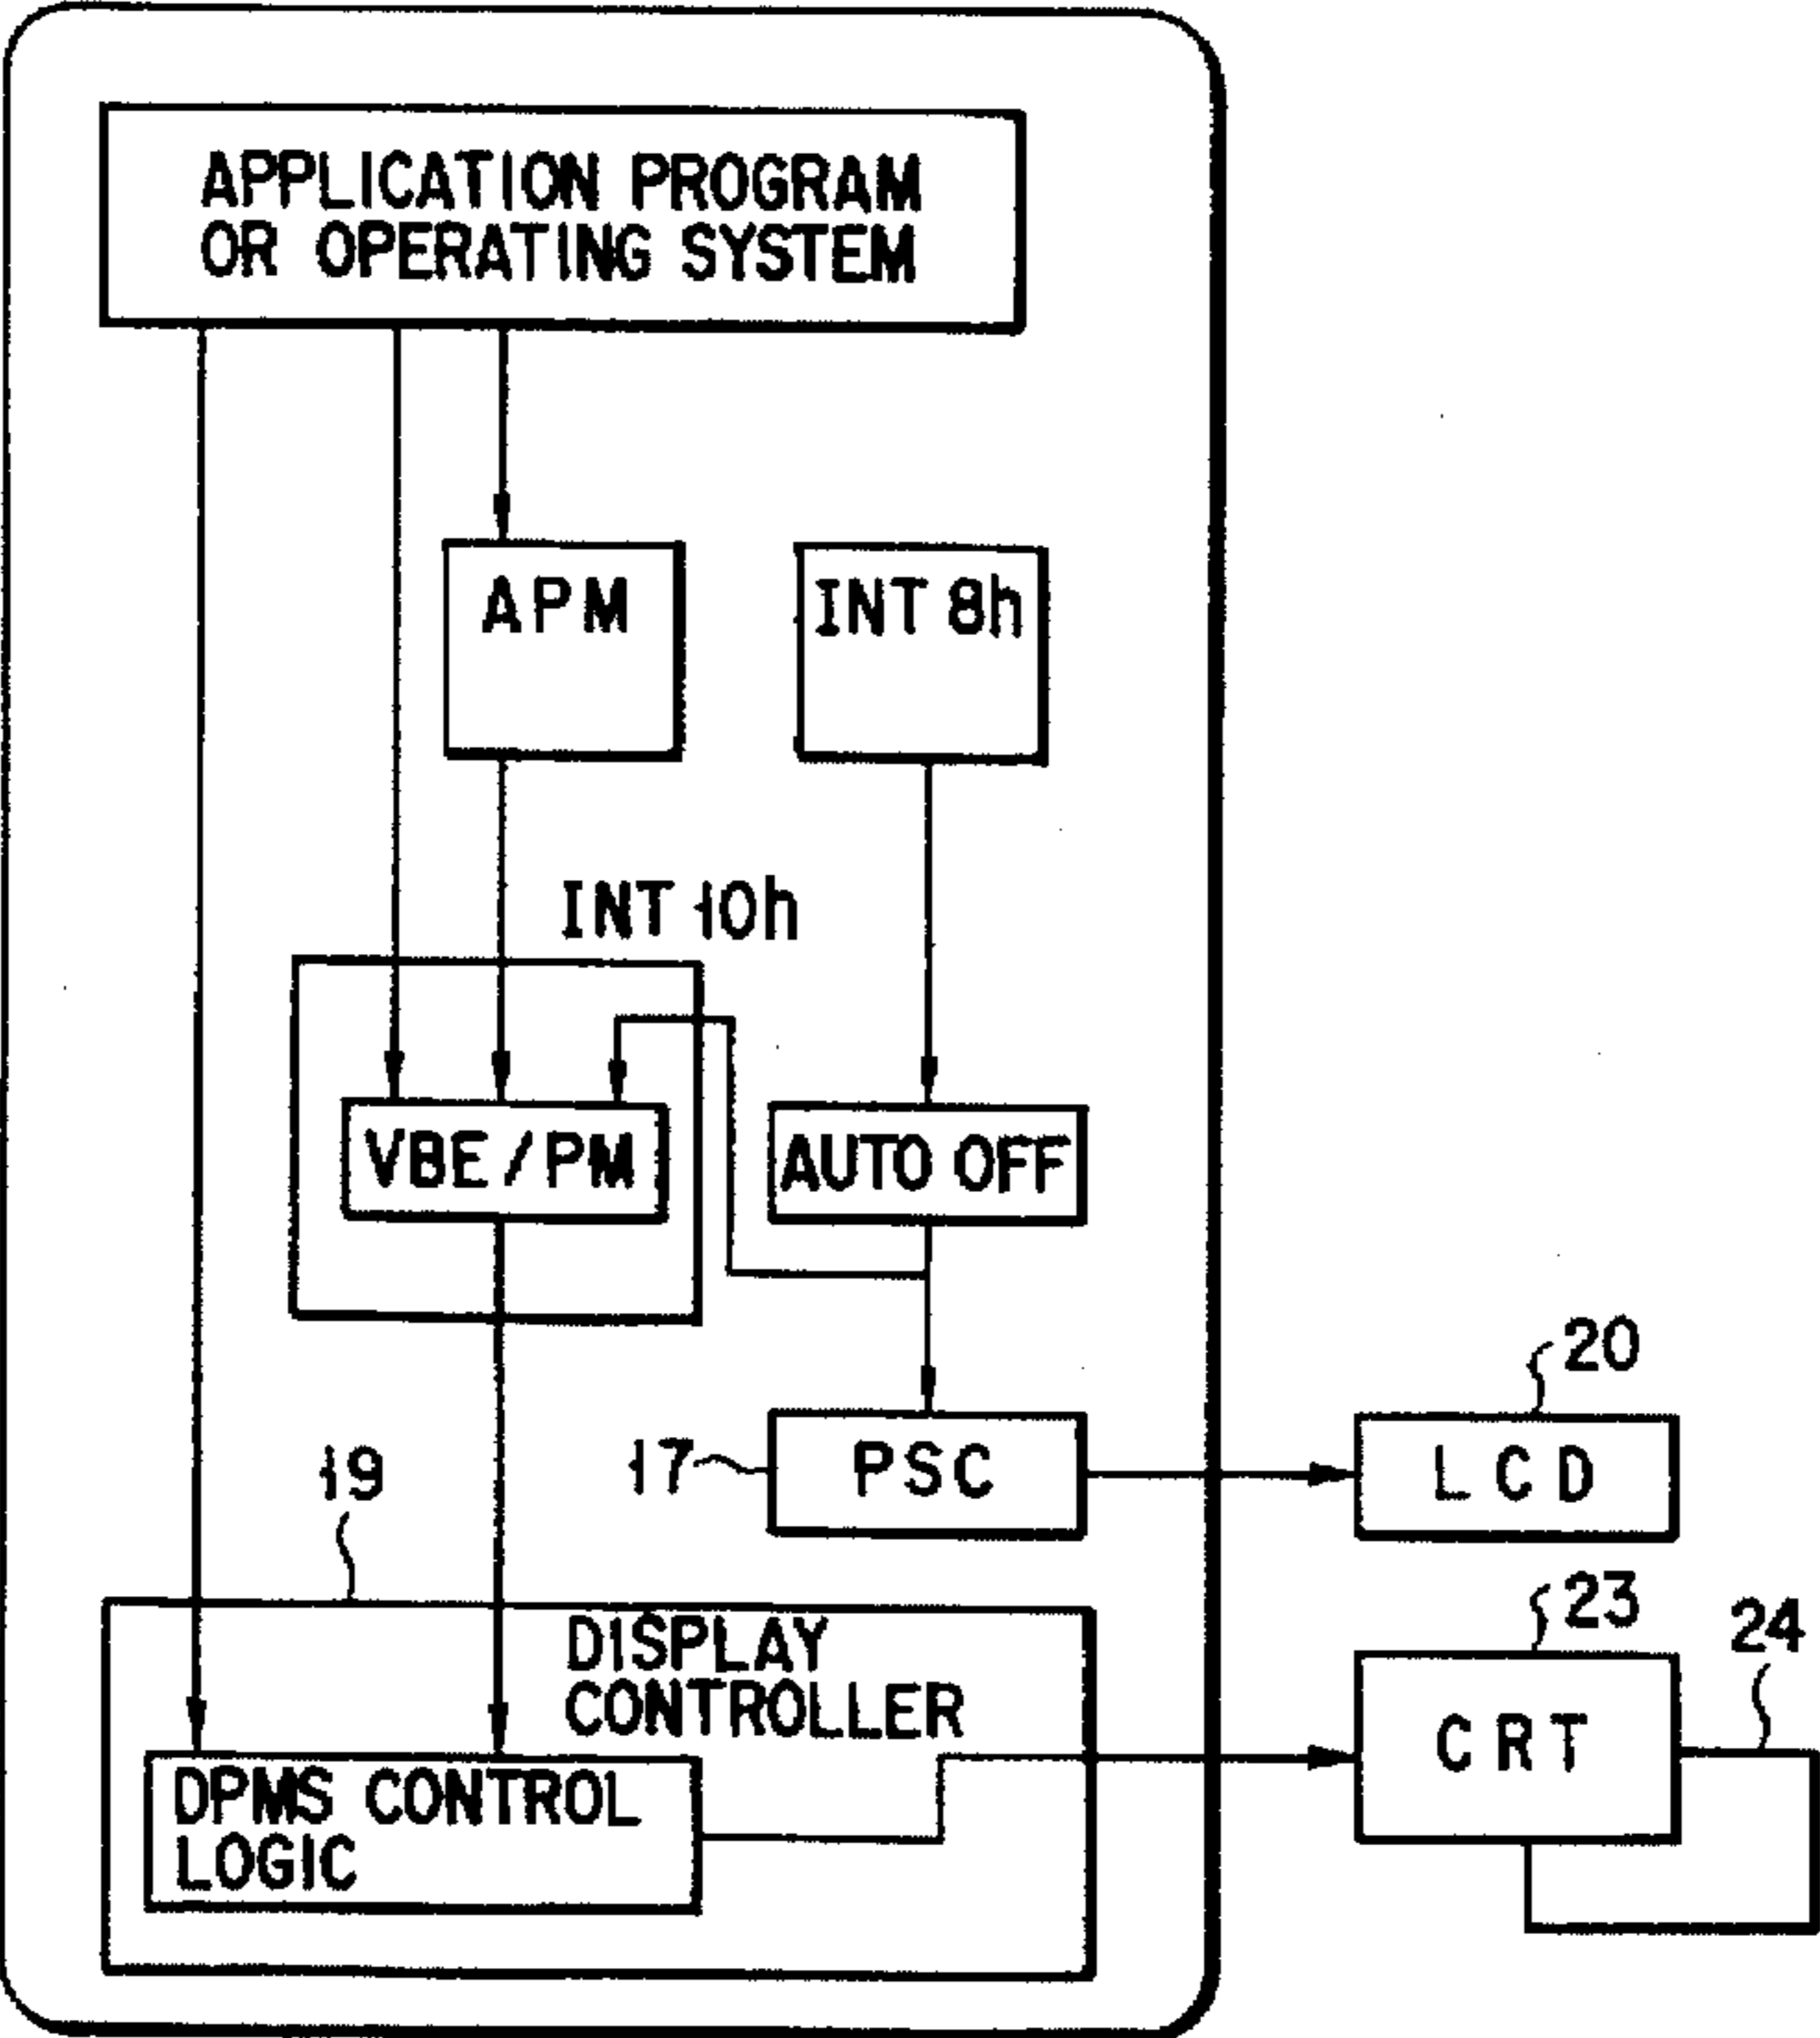 APPLICATION PROGRAM
OR OPERATING SYSTEM
APM
INT 8h
INT 10h
VBE/PM
AUTO OFF
20
19
17
PSC
LCD
23
24
DISPLAY
CONTROLLER
CRT
DPMS CONTROL
LOGIC